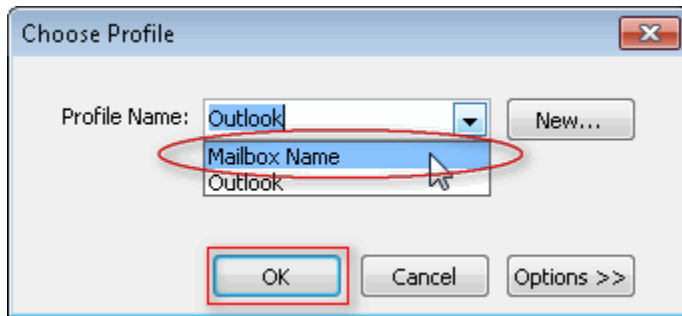 Choose Profile
Profile Name: Outlook New...
Mailbox Name
Outlook
OK Cancel Options >>